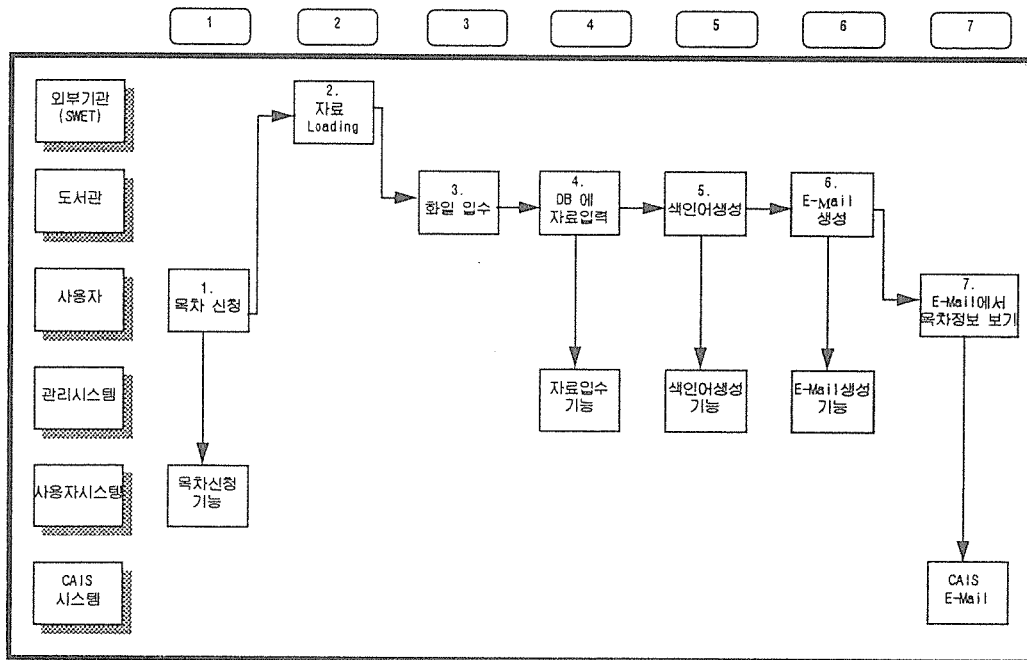 1
2
3
4
5
6
7
외부기관
(SWET)
2.
자료
Loading
도서관
3.
화일 입수
4.
DB 에
자료입력
5.
색인어생성
6.
E-Mail
생성
사용자
1.
목차 신청
7.
E-Mail에서
목차정보 보기
관리시스템
자료입수
기능
색인어생성
기능
E-Mail생성
기능
사용자시스템
목차신청
기능
CAIS
시스템
CAIS
E-Mail